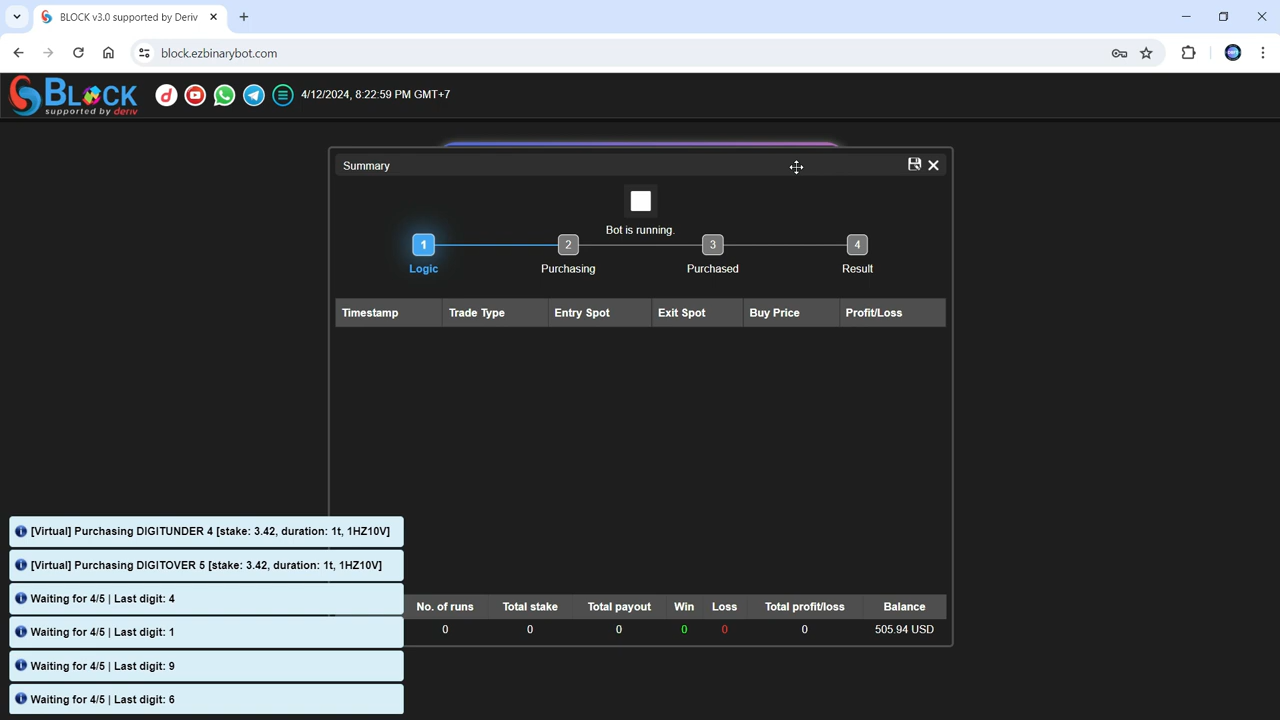 BLOCK v3.0 supported by Deriv
block.ezbinarybot.com
BLOCK
supported by deriv
4/12/2024, 8:22:59 PM GMT+7
Summary
Bot is running.
1
2
3
4
Logic
Purchasing
Purchased
Result
Timestamp
Trade Type
Entry Spot
Exit Spot
Buy Price
Profit/Loss
[Virtual] Purchasing DIGITUNDER 4 [stake: 3.42, duration: 1t, 1HZ10V]
[Virtual] Purchasing DIGITOVER 5 [stake: 3.42, duration: 1t, 1HZ10V]
Waiting for 4/5 | Last digit: 4
Waiting for 4/5 | Last digit: 1
Waiting for 4/5 | Last digit: 9
Waiting for 4/5 | Last digit: 6
No. of runs
Total stake
Total payout
Win
Loss
Total profit/loss
Balance
0
0
0
0
0
0
505.94 USD